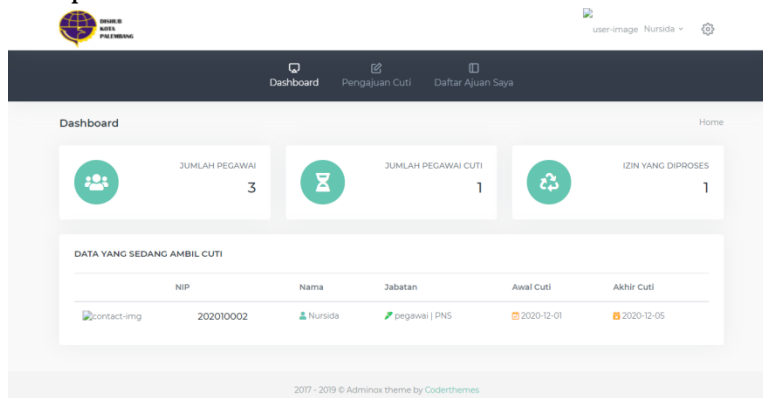 DISHUB
KOTA
PALEMBANG
user-image Nursida
Dashboard Pengajuan Cuti Daftar Ajuan Saya
Dashboard Home
JUMLAH PEGAWAI
3
JUMLAH PEGAWAI CUTI
1
IZIN YANG DIPROSES
1
DATA YANG SEDANG AMBIL CUTI
NIP Nama Jabatan Awal Cuti Akhir Cuti
contact-img 202010002 Nursida pegawai | PNS 2020-12-01 2020-12-05
2017 - 2019 © Adminox theme by Coderthemes